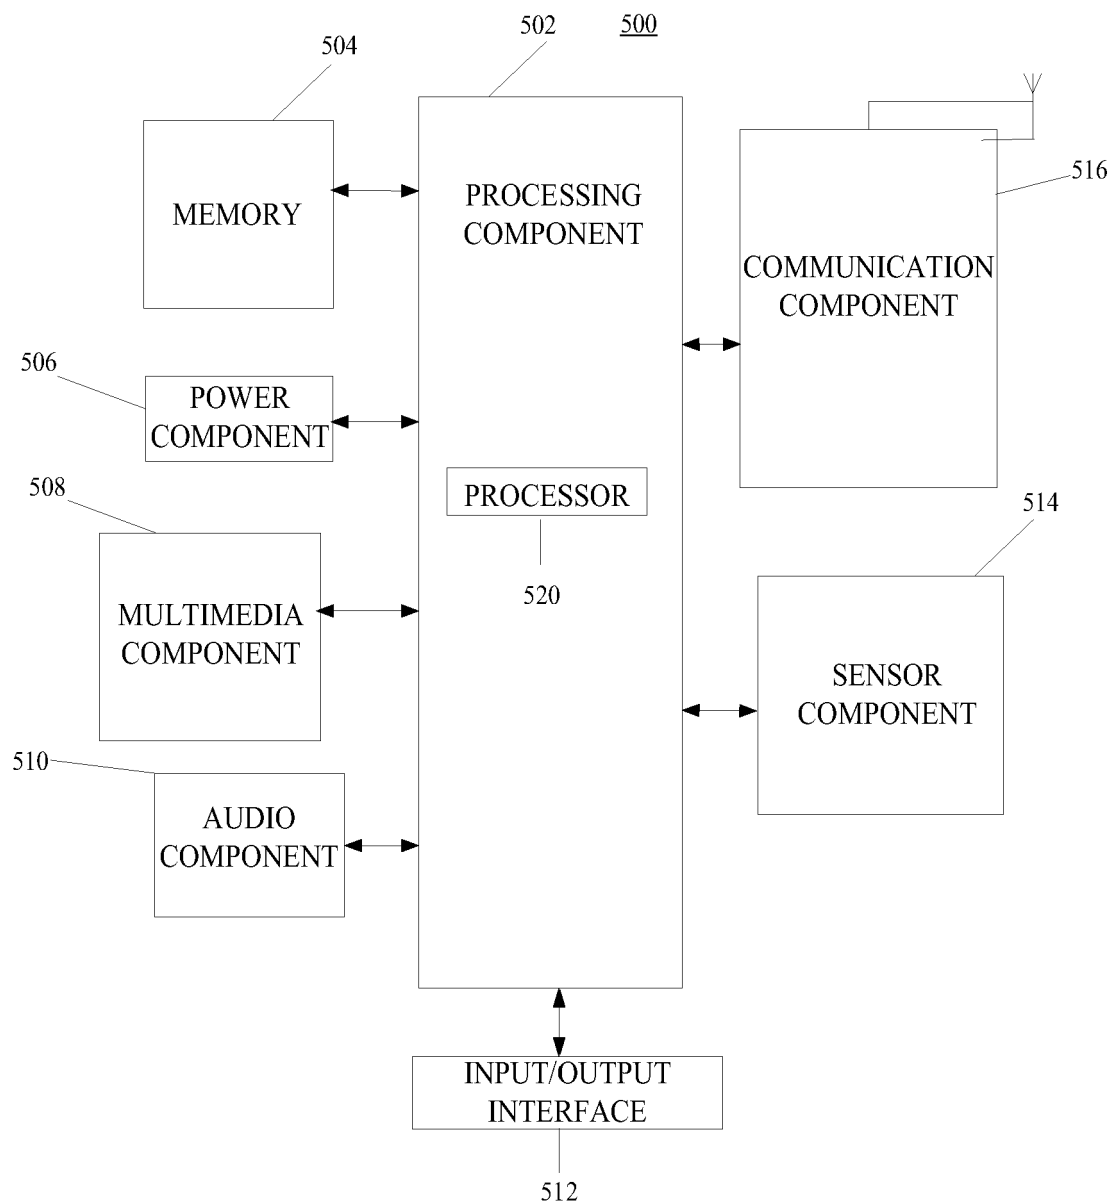 502
500
504
516
MEMORY
PROCESSING
COMPONENT
COMMUNICATION
COMPONENT
506
POWER
COMPONENT
508
PROCESSOR
520
514
MULTIMEDIA
COMPONENT
SENSOR
COMPONENT
510
AUDIO
COMPONENT
INPUT/OUTPUT
INTERFACE
512